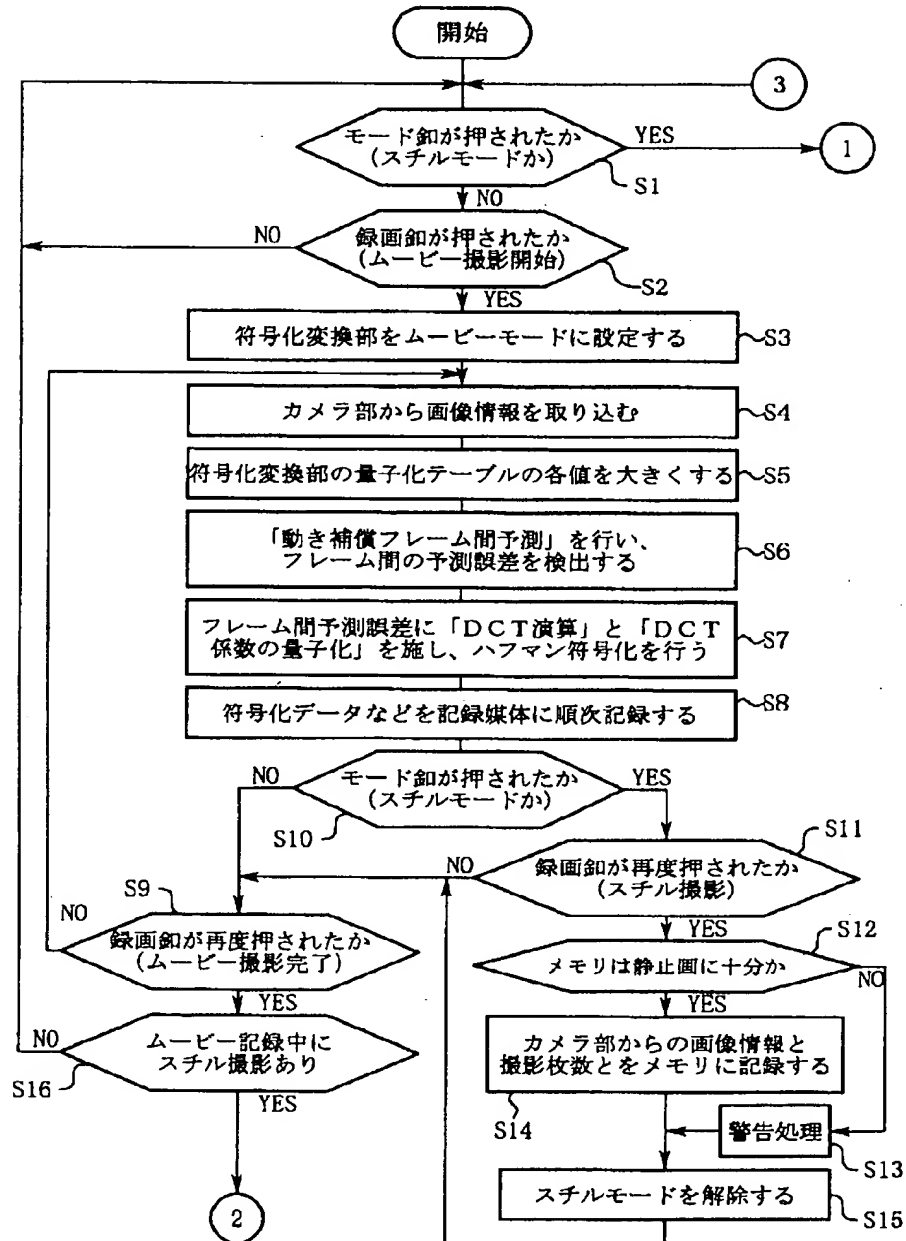 開始
3
モード釦が押されたか
(スチルモードか)
YES
1
S1
NO
録画釦が押されたか
(ムービー撮影開始)
NO
S2
YES
符号化変換部をムービーモードに設定する
S3
カメラ部から画像情報を取り込む
S4
符号化変換部の量子化テーブルの各値を大きくする
S5
「動き補償フレーム間予測」を行い、
フレーム間の予測誤差を検出する
S6
フレーム間予測誤差に「DCT演算」と「DCT
係数の量子化」を施し、ハフマン符号化を行う
S7
符号化データなどを記録媒体に順次記録する
S8
NO
モード釦が押されたか
(スチルモードか)
YES
S10
S11
NO
録画釦が再度押されたか
(スチル撮影)
YES
S9
NO
録画釦が再度押されたか
(ムービー撮影完了)
YES
S12
メモリは静止画に十分か
NO
YES
NO
ムービー記録中に
スチル撮影あり
S16
YES
カメラ部からの画像情報と
撮影枚数とをメモリに記録する
S14
警告処理
S13
スチルモードを解除する
S15
2